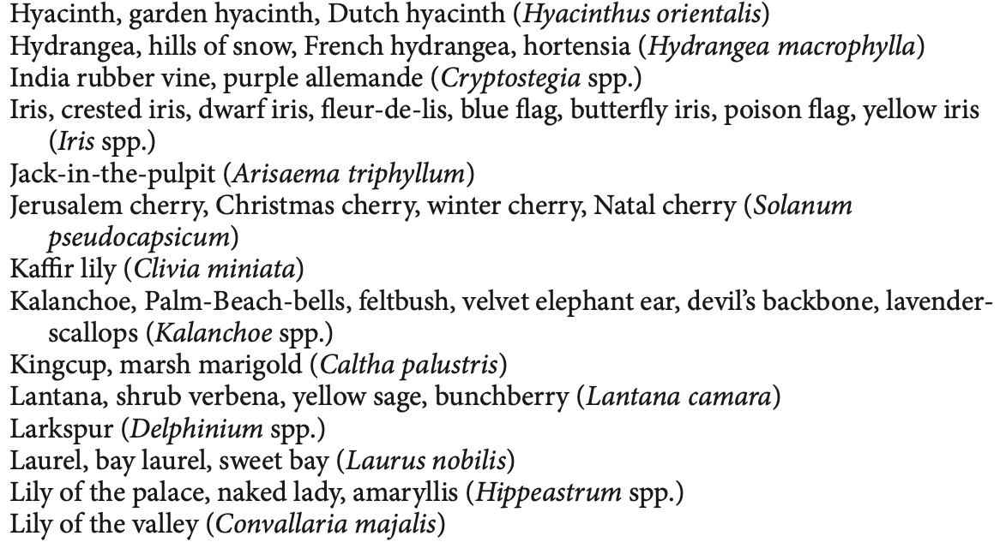 Hyacinth, garden hyacinth, Dutch hyacinth (Hyacinthus orientalis)
Hydrangea, hills of snow, French hydrangea, hortensia (Hydrangea macrophylla)
India rubber vine, purple allemande (Cryptostegia spp.)
Iris, crested iris, dwarf iris, fleur-de-lis, blue flag, butterfly iris, poison flag, yellow iris
(Iris spp.)
Jack-in-the-pulpit (Arisaema triphyllum)
Jerusalem cherry, Christmas cherry, winter cherry, Natal cherry (Solanum
pseudocapsicum)
Kaffir lily (Clivia miniata)
Kalanchoe, Palm-Beach-bells, feltbush, velvet elephant ear, devil’s backbone, lavender-
scallops (Kalanchoe spp.)
Kingcup, marsh marigold (Caltha palustris)
Lantana, shrub verbena, yellow sage, bunchberry (Lantana camara)
Larkspur (Delphinium spp.)
Laurel, bay laurel, sweet bay (Laurus nobilis)
Lily of the palace, naked lady, amaryllis (Hippeastrum spp.)
Lily of the valley (Convallaria majalis)